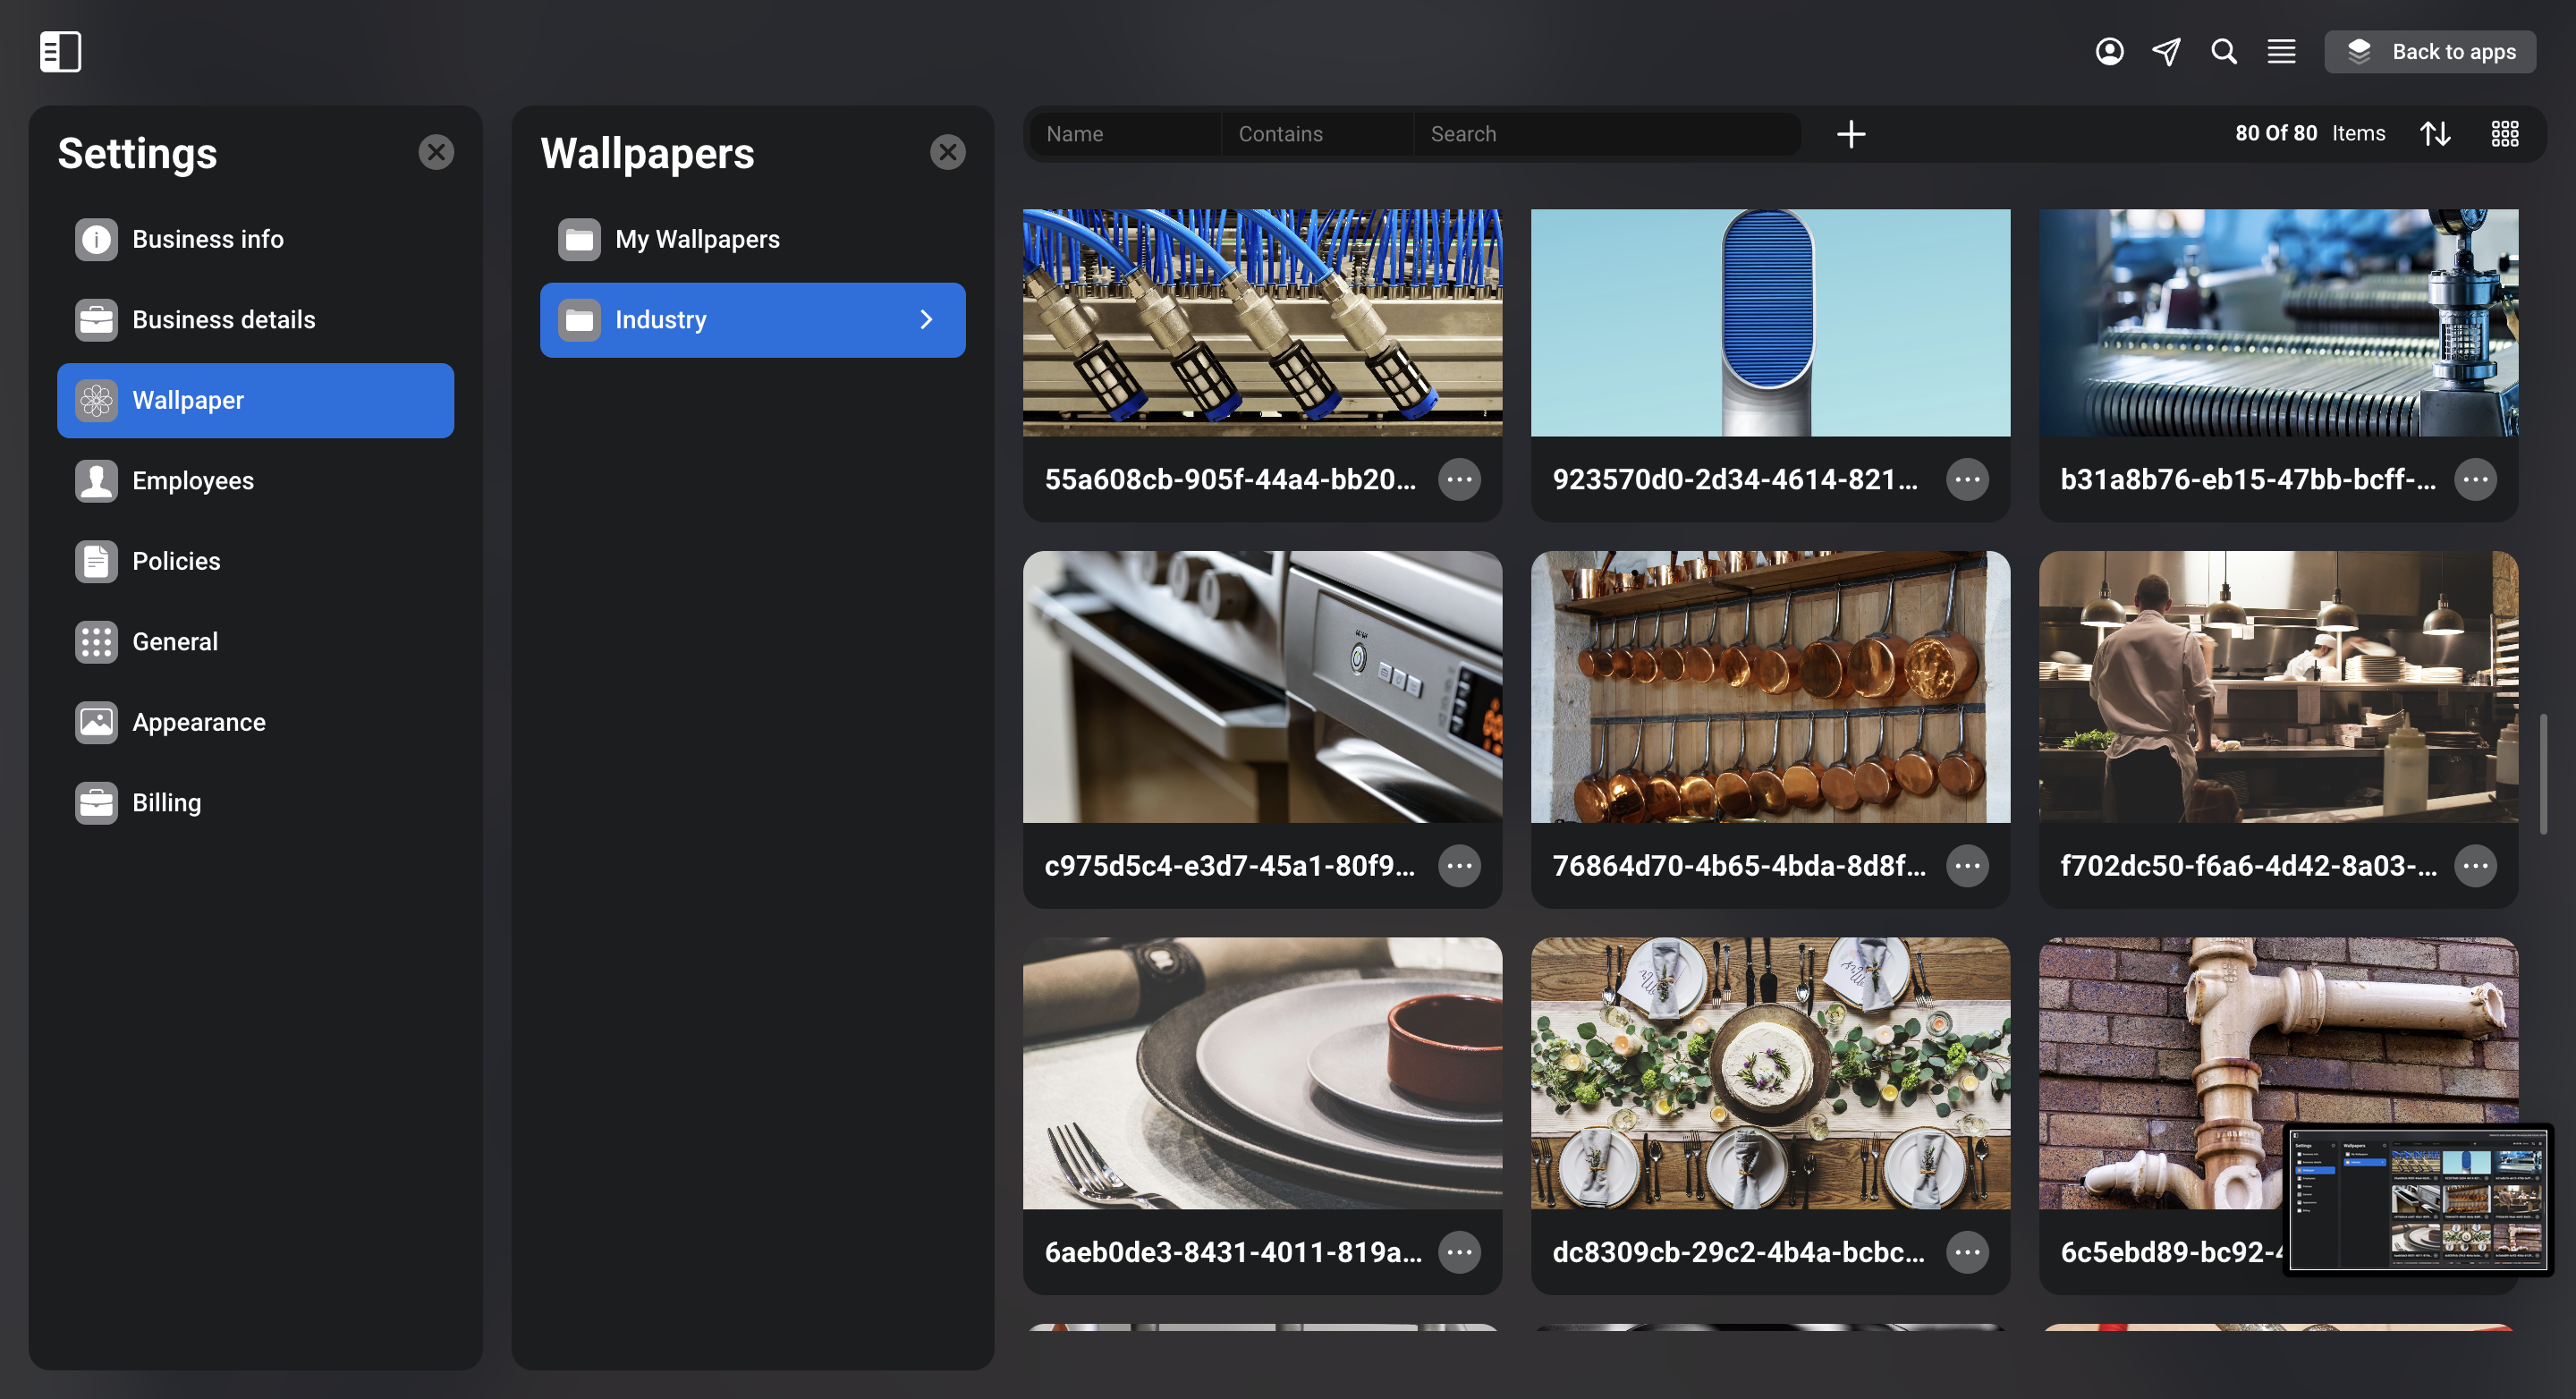 Back to apps
Settings
Business info
Business details
Wallpaper
Employees
Policies
General
Appearance
Billing
Wallpapers
My Wallpapers
Industry
Name
Contains
Search
80 Of 80 Items
55a608cb-905f-44a4-bb20...
923570d0-2d34-4614-821...
b31a8b76-eb15-47bb-bcff-...
c975d5c4-e3d7-45a1-80f9...
76864d70-4b65-4bda-8d8f...
f702dc50-f6a6-4d42-8a03-...
6aeb0de3-8431-4011-819a...
dc8309cb-29c2-4b4a-bcbc...
6c5ebd89-bc92-4